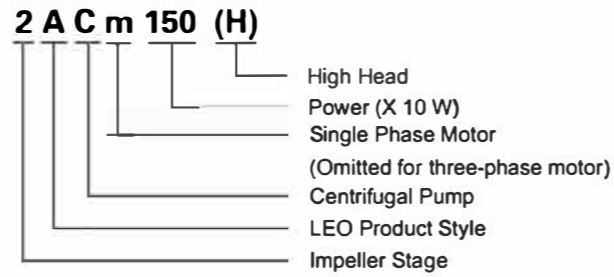 2 A C m 150 (H)
High Head
Power (X 10 W)
Single Phase Motor
(Omitted for three-phase motor)
Centrifugal Pump
LEO Product Style
Impeller Stage